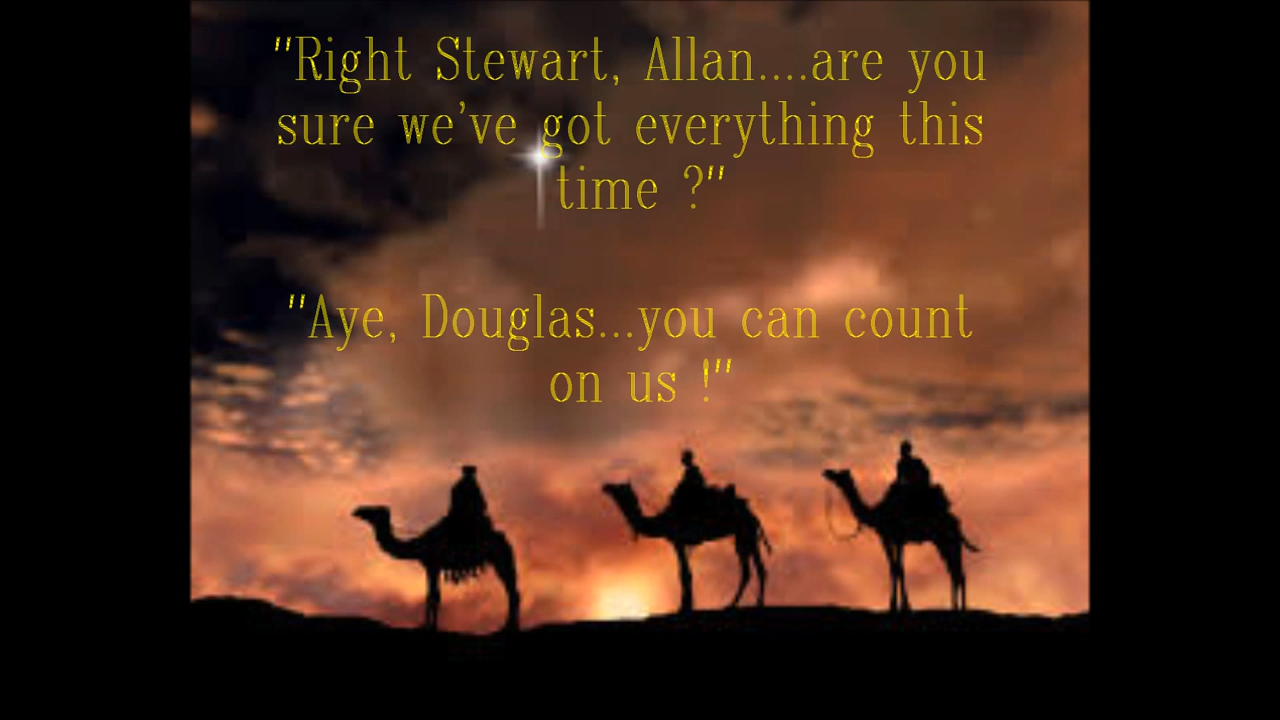 "Right Stewart, Allan....are you
sure we've got everything this
time ?"
"Aye, Douglas...you can count
on us !"